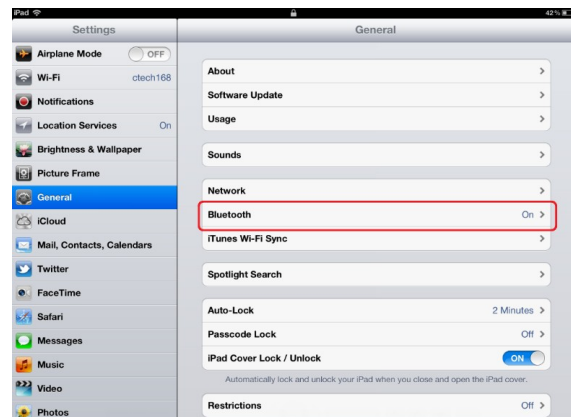 iPad
42%
Settings
General
Airplane Mode OFF
Wi-Fi ctech168
Notifications
Location Services On
Brightness & Wallpaper
Picture Frame
General
iCloud
Mail, Contacts, Calendars
Twitter
FaceTime
Safari
Messages
Music
Video
Photos
About
Software Update
Usage
Sounds
Network
Bluetooth On
iTunes Wi-Fi Sync
Spotlight Search
Auto-Lock 2 Minutes
Passcode Lock Off
iPad Cover Lock / Unlock ON
Automatically lock and unlock your iPad when you close and open the iPad cover.
Restrictions Off